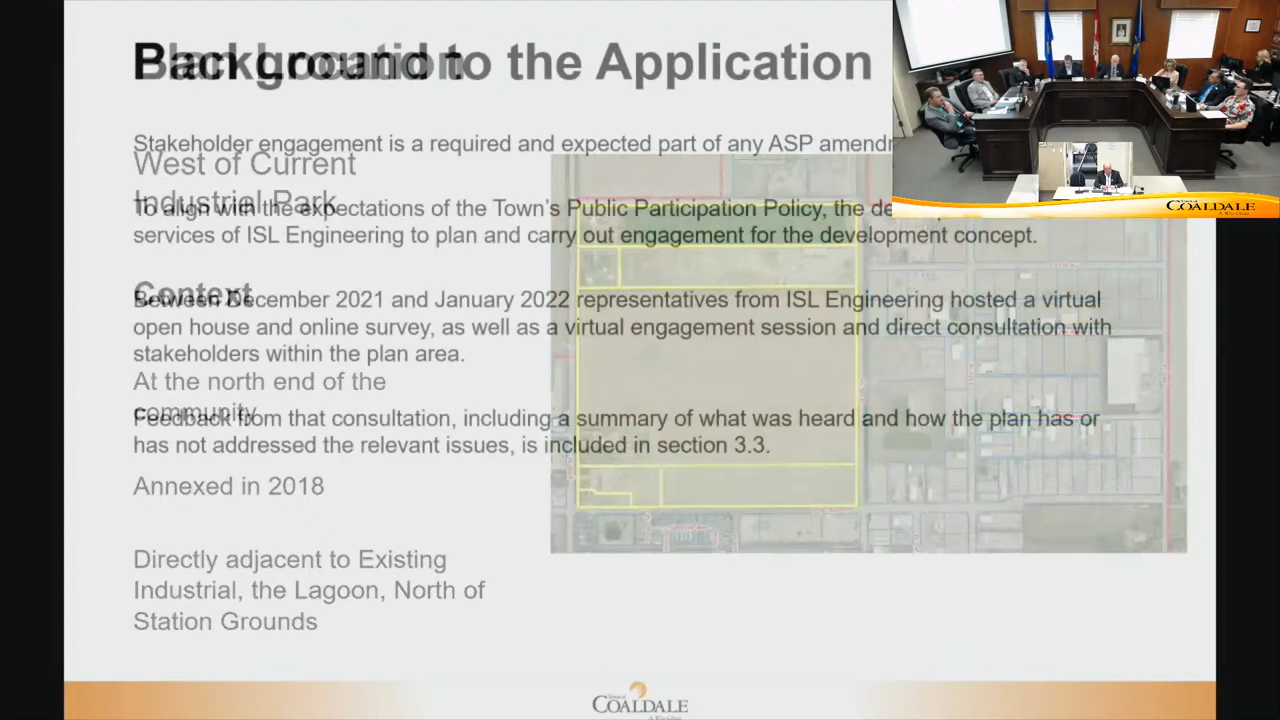 Background to the Application
Plan Location
Stakeholder engagement is a required and expected part of any ASP
West of Current
Industrial Park
To align with the expectations of the Town's Public Participation Policy, the
services of ISL Engineering to plan and carry out engagement for the development concept.
Context
Between December 2021 and January 2022 representatives from ISL Engineering hosted a virtual
open house and online survey, as well as a virtual engagement session and direct consultation with
stakeholders within the plan area.
At the north end of the
community
Feedback from that consultation, including a summary of what was heard and how the plan has or
has not addressed the relevant issues, is included in section 3.3.
Annexed in 2018
Directly adjacent to Existing
Industrial, the Lagoon, North of
Station Grounds
COALDALE
COALDALE